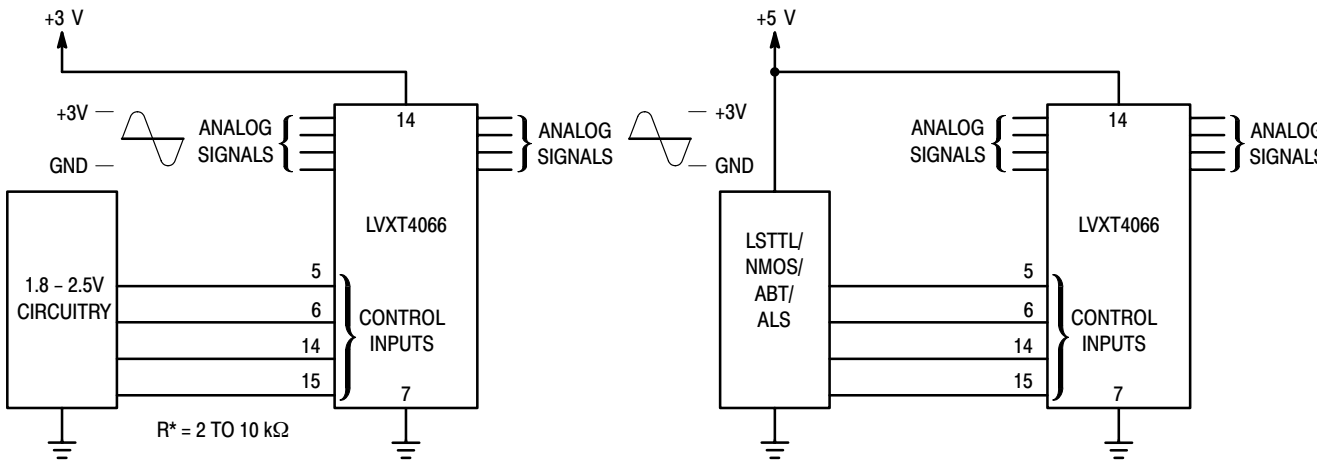 +3 V
+3V
GND
ANALOG
SIGNALS
14
ANALOG
SIGNALS
LVXT4066
1.8 – 2.5V
CIRCUITRY
5
6
14
15
CONTROL
INPUTS
7
R* = 2 TO 10 kΩ
+5 V
+3V
GND
ANALOG
SIGNALS
14
ANALOG
SIGNALS
LVXT4066
LSTTL/
NMOS/
ABT/
ALS
5
6
14
15
CONTROL
INPUTS
7